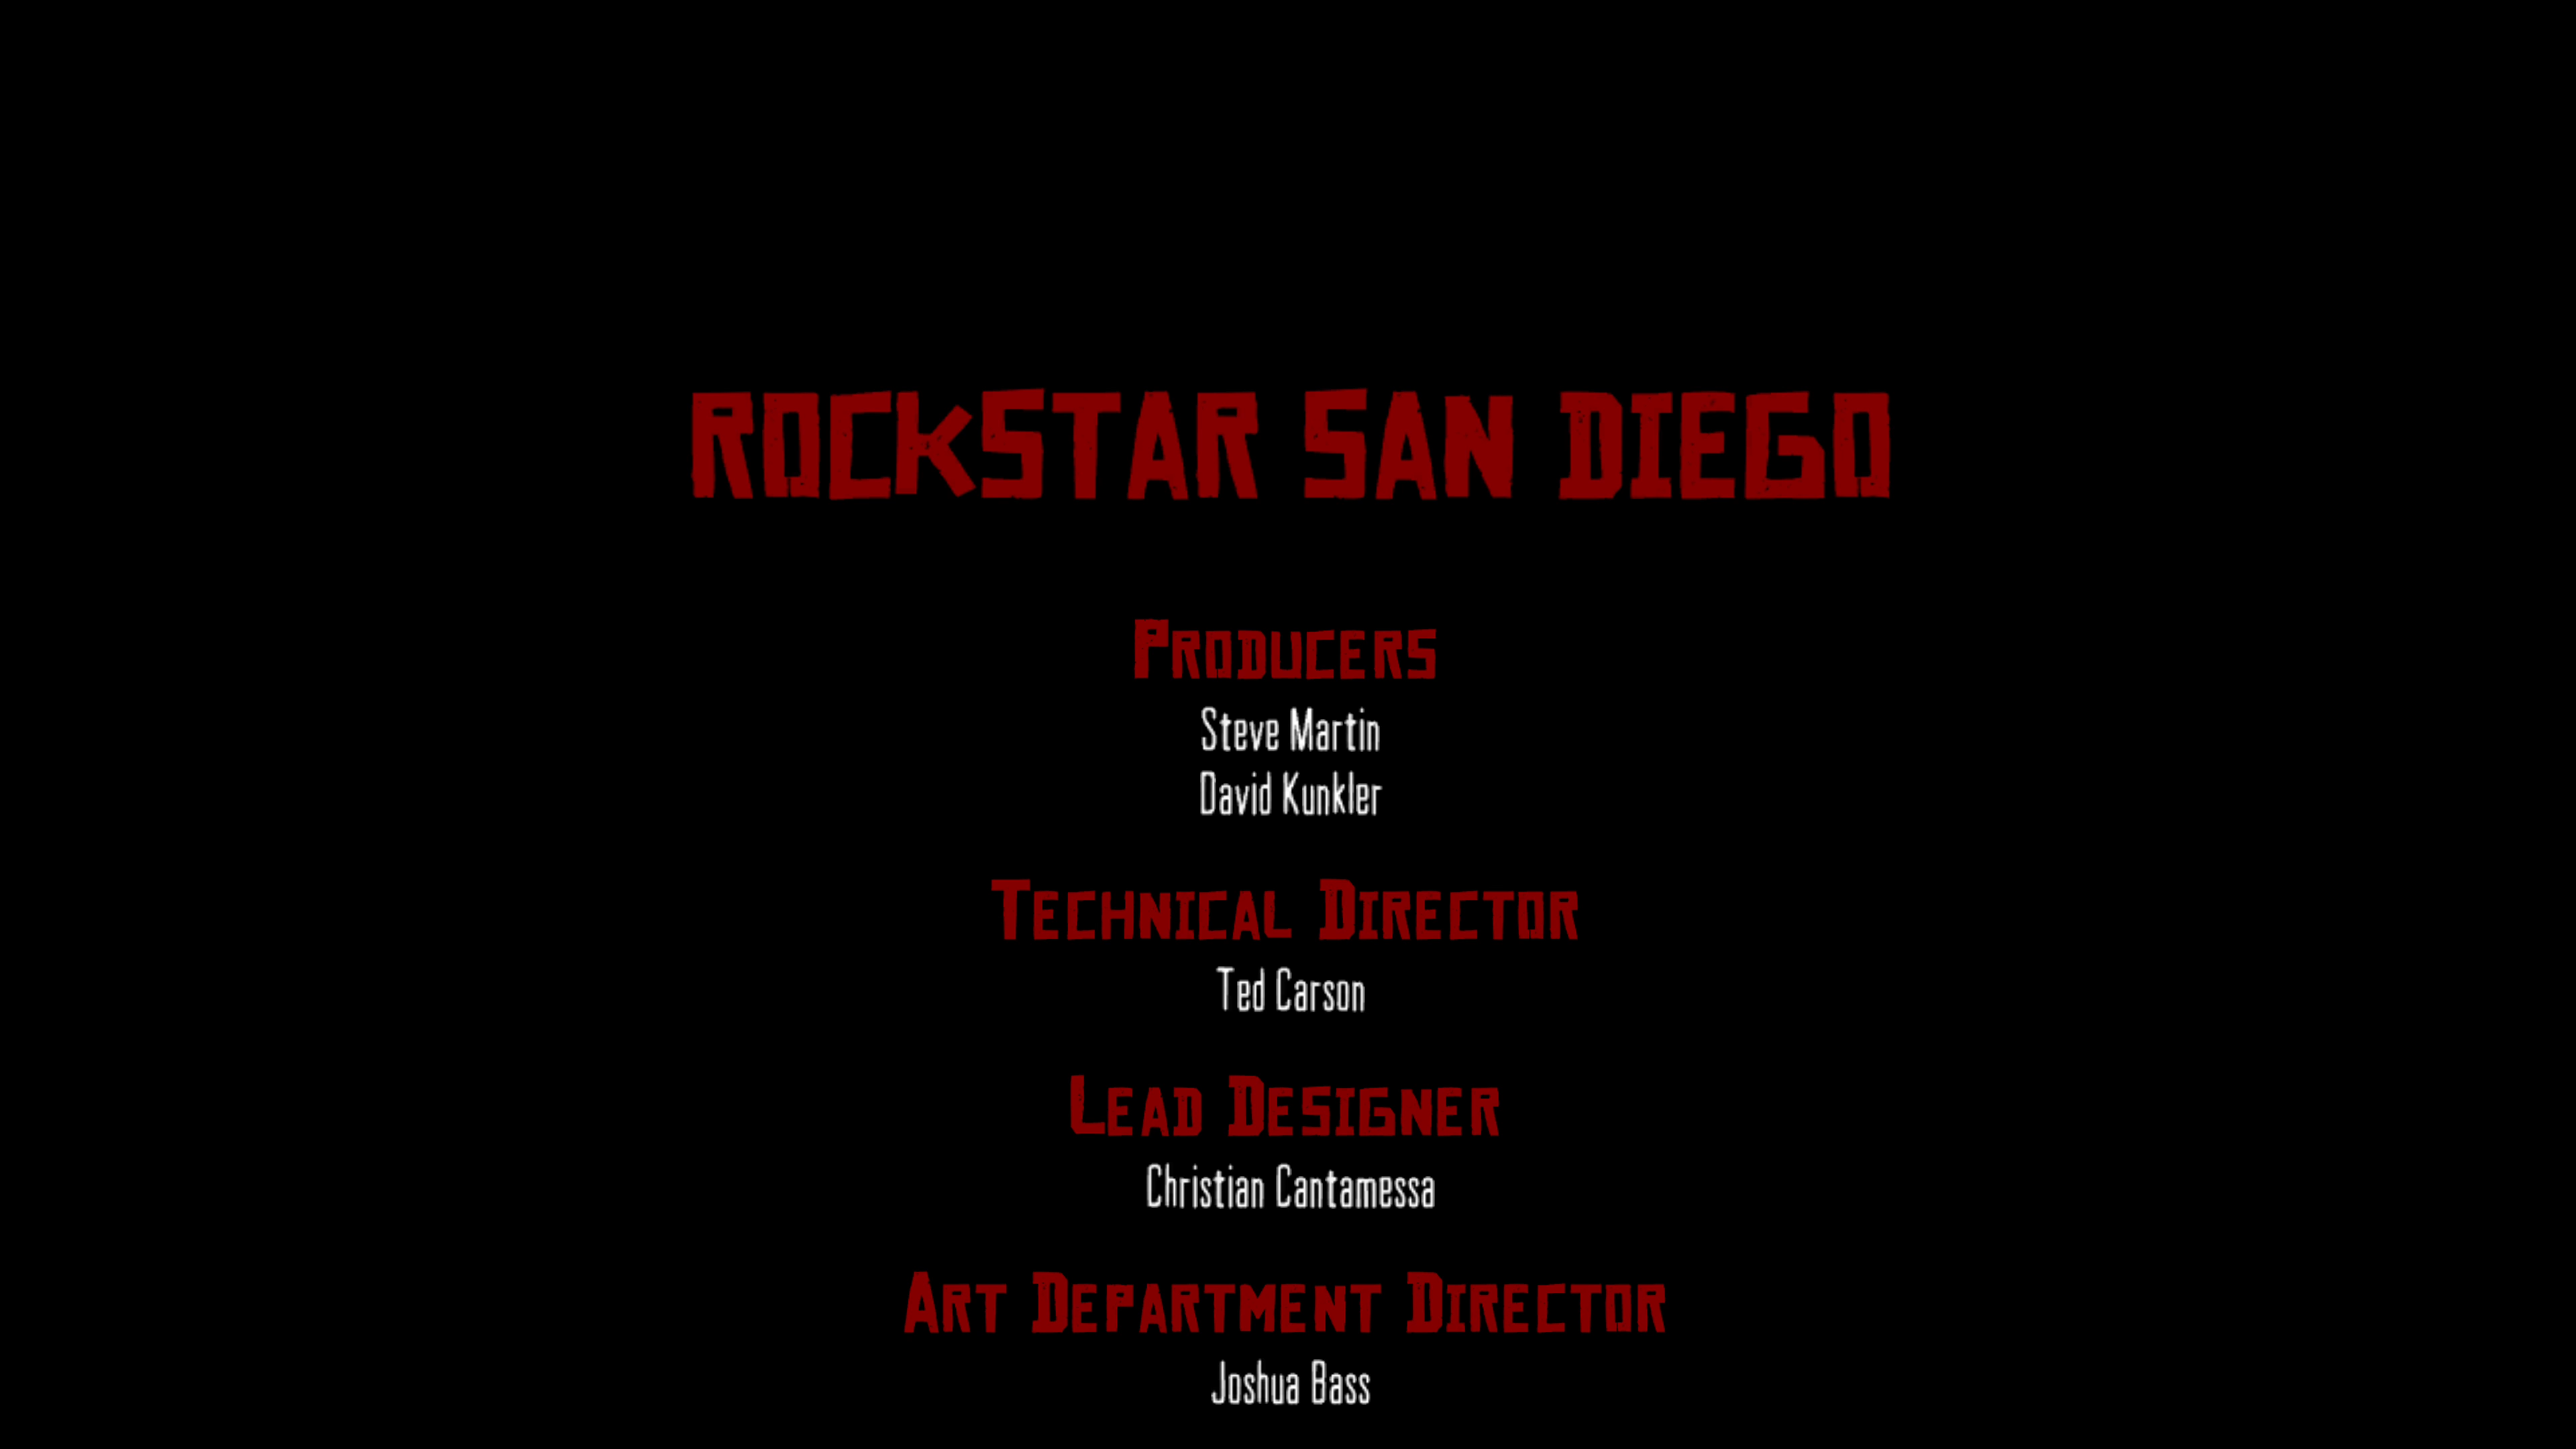 ROCKSTAR SAN DIEGO
PRODUCERS
Steve Martin
David Kunkler
TECHNICAL DIRECTOR
Ted Carson
LEAD DESIGNER
Christian Cantamessa
ART DEPARTMENT DIRECTOR
Joshua Bass